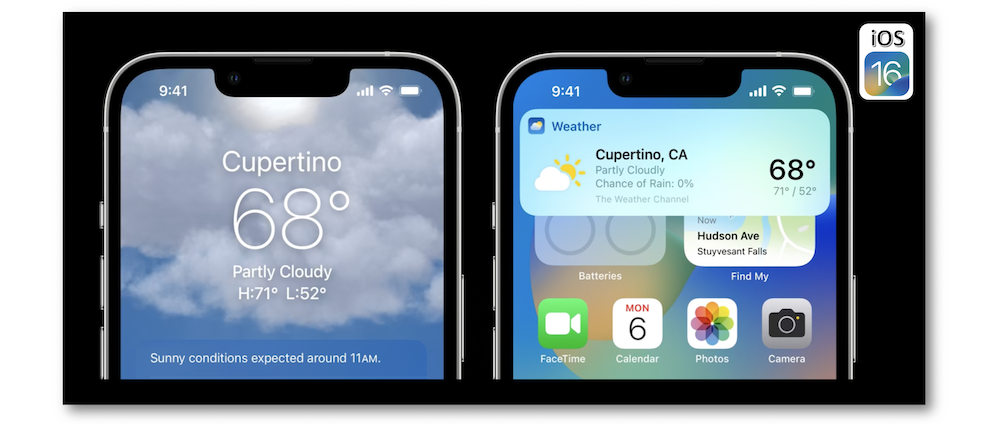 iOS
16
9:41
Cupertino
68°
Partly Cloudy
H:71° L:52°
Sunny conditions expected around 11AM.
9:41
Weather
Cupertino, CA
Partly Cloudly
Chance of Rain: 0%
The Weather Channel
68°
71° / 52°
Now
Hudson Ave
Stuyvesant Falls
Batteries
Find My
MON
6
FaceTime
Calendar
Photos
Camera